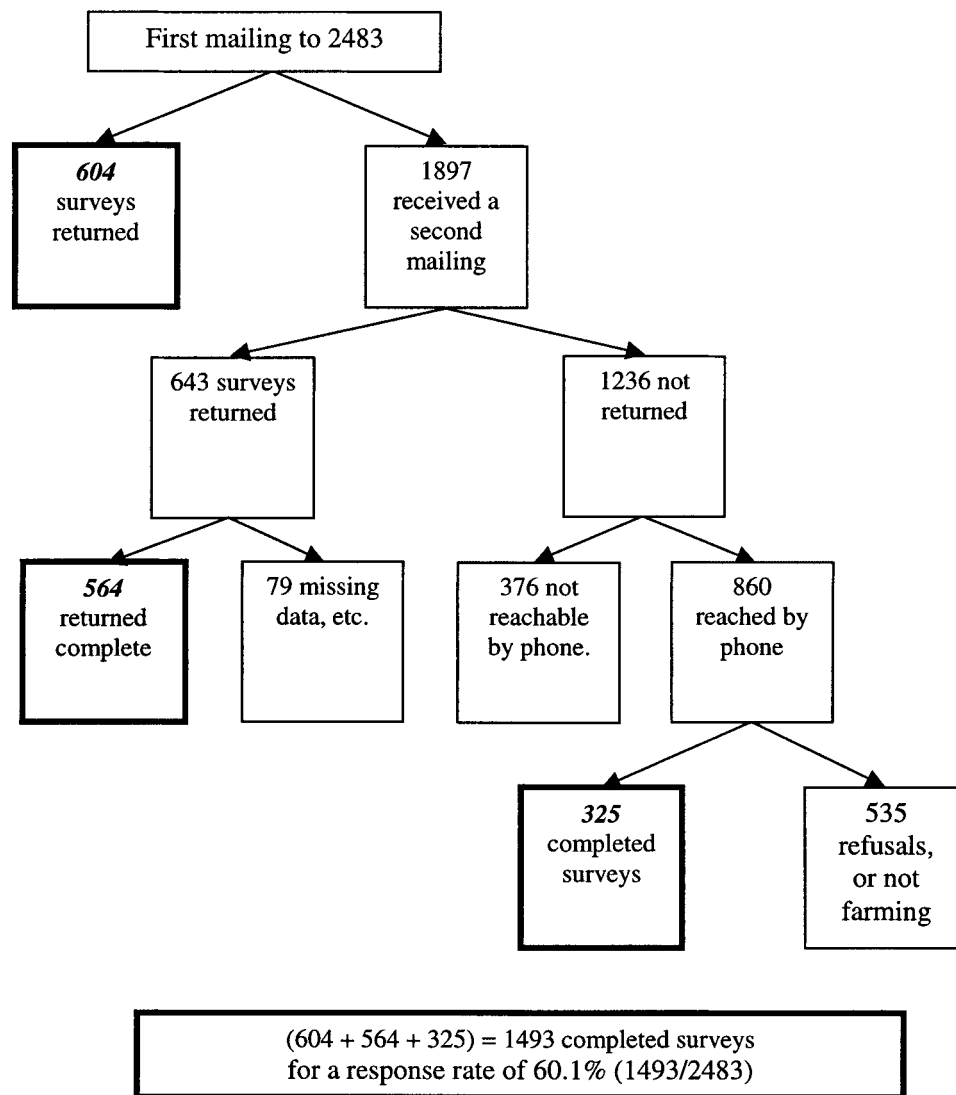 First mailing to 2483
604
surveys
returned
1897
received a
second
mailing
643 surveys
returned
1236 not
returned
564
returned
complete
79 missing
data, etc.
376 not
reachable
by phone.
860
reached by
phone
325
completed
surveys
535
refusals,
or not
farming
(604 + 564 + 325) = 1493 completed surveys
for a response rate of 60.1% (1493/2483)